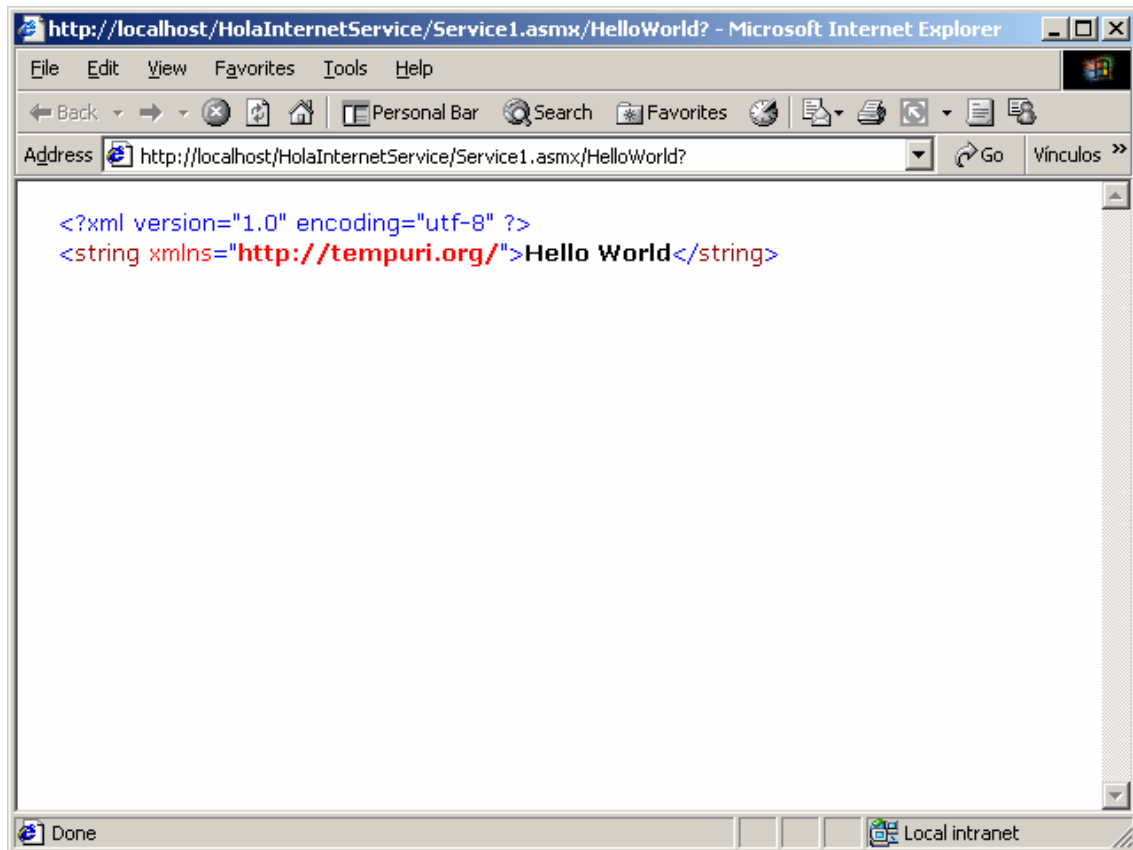 http://localhost/HolaInternetService/Service1.asmx/HelloWorld? - Microsoft Internet Explorer
File Edit View Favorites Tools Help
Back Personal Bar Search Favorites
Address http://localhost/HolaInternetService/Service1.asmx/HelloWorld? Go Vínculos »
<?xml version="1.0" encoding="utf-8" ?>
<string xmlns="http://tempuri.org/">Hello World</string>
Done Local intranet